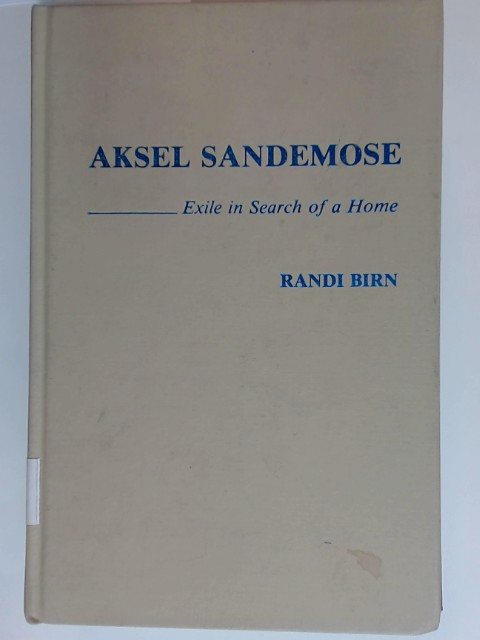 AKSEL SANDEMOSE
Exile in Search of a Home
RANDI BIRN